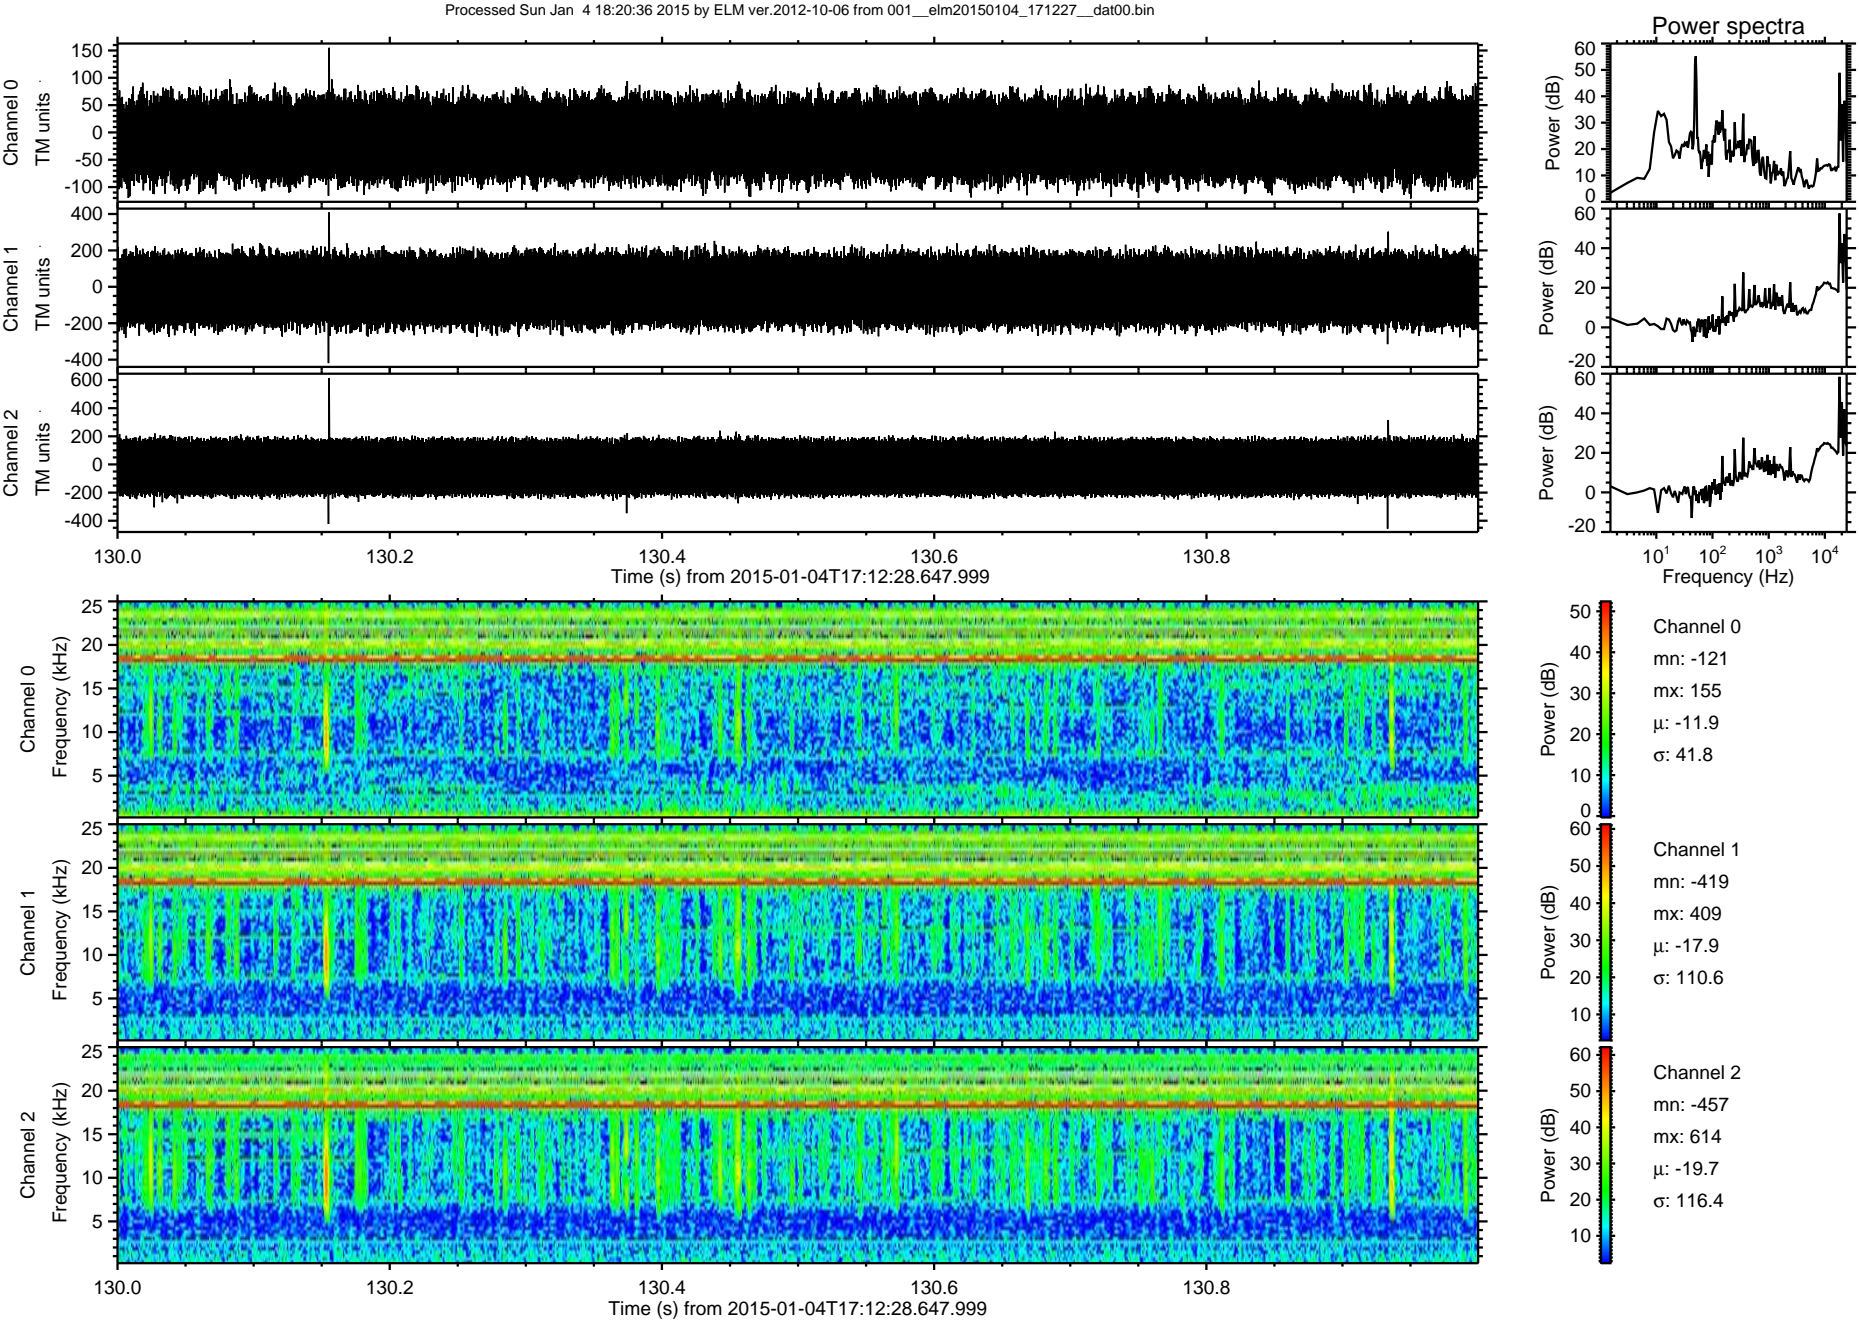 Processed Sun Jan 4 18:20:36 2015 by ELM ver.2012-10-06 from 001__elm20150104_171227__dat00.bin
Power spectra
Channel 0
TM units
150
100
50
0
-50
-100
Power (dB)
60
50
40
30
20
10
0
Channel 1
TM units
400
200
0
-200
-400
Power (dB)
60
40
20
0
-20
Channel 2
TM units
600
400
200
0
-200
-400
Power (dB)
60
40
20
0
-20
130.0 130.2 130.4 130.6 130.8
Time (s) from 2015-01-04T17:12:28.647.999
10¹ 10² 10³ 10⁴
Frequency (Hz)
Channel 0
Frequency (kHz)
25
20
15
10
5
Power (dB)
50
40
30
20
10
0
Channel 0
mn: -121
mx: 155
µ: -11.9
σ: 41.8
Channel 1
Frequency (kHz)
25
20
15
10
5
Power (dB)
60
50
40
30
20
10
Channel 1
mn: -419
mx: 409
µ: -17.9
σ: 110.6
Channel 2
Frequency (kHz)
25
20
15
10
5
Power (dB)
60
50
40
30
20
10
Channel 2
mn: -457
mx: 614
µ: -19.7
σ: 116.4
130.0 130.2 130.4 130.6 130.8
Time (s) from 2015-01-04T17:12:28.647.999